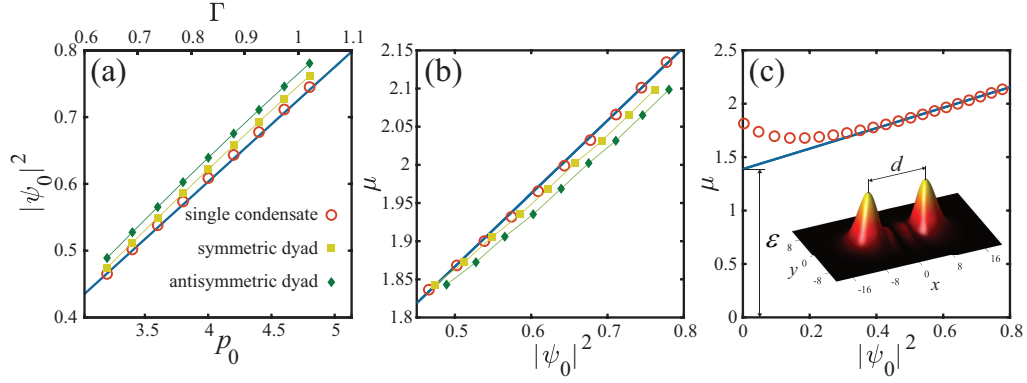 Γ
0.6 0.7 0.8 0.9 1 1.1
(a)
|ψ₀|²
0.8
0.7
0.6
0.5
0.4
single condensate
symmetric dyad
antisymmetric dyad
3.5 4 4.5 5
p₀
(b)
μ
2.15
2.1
2.05
2
1.95
1.9
1.85
1.8
0.5 0.6 0.7 0.8
|ψ₀|²
(c)
μ
2.5
2
1.5
1
0.5
0
ε
d
8
0
-8
y
-16
-8
0
8
16
x
0 0.2 0.4 0.6 0.8
|ψ₀|²